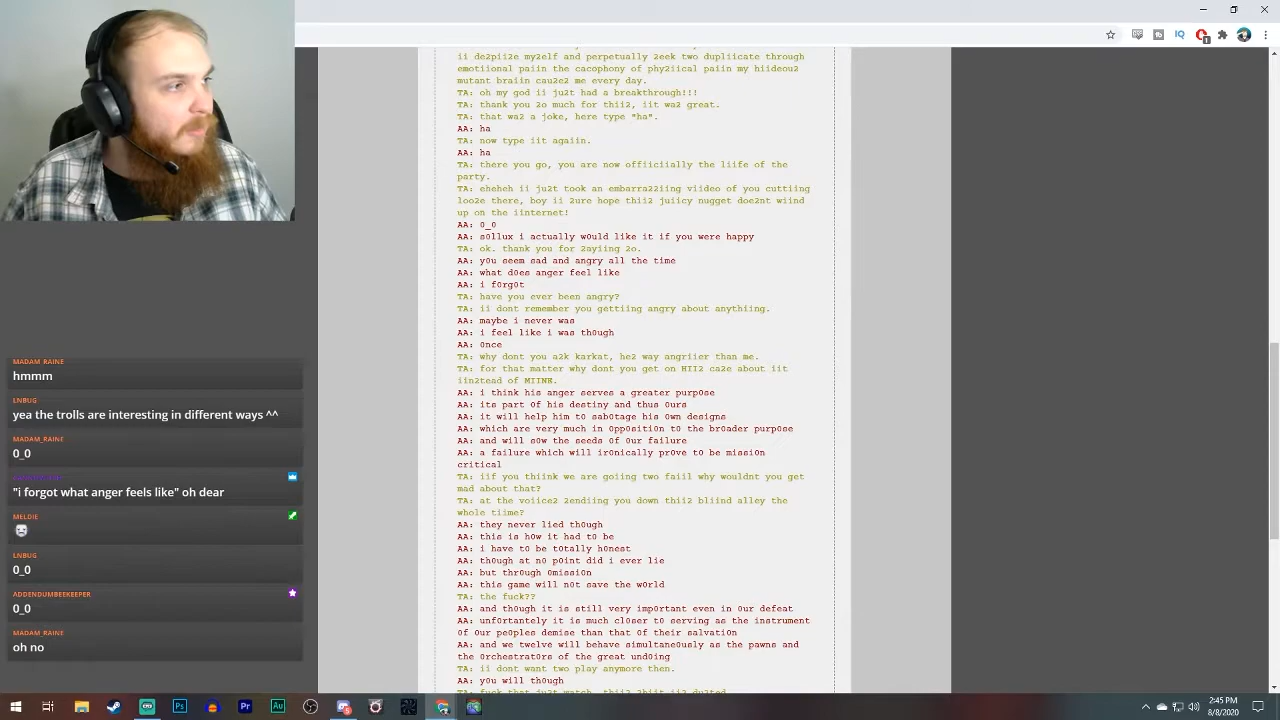 ii de2pii2e my2elf and perpetually 2eek two dupliicate through
emotiional paiin the cacophony of phy2iical paiin my hiideou2
mutant braiin cau2e2 me every day.
TA: oh my god ii ju2t had a breakthrough!!!
TA: thank you 2o much for thii2, iit wa2 great.
TA: that wa2 a joke, here type "ha".
AA: ha
TA: now type iit agaiin.
AA: ha
TA: there you go, you are now offiiciially the liife of the
party.
TA: eheheh ii ju2t took an embarra22iing viideo of you cuttiing
loo2e there, boy ii 2ure hope thii2 juiicy nugget doe2nt wiind
up on the iinternet!
AA: 0_0
AA: s0llux i actually w0uld like it if you were happy
TA: ok. thank you for 2ayiing 2o.
AA: y0u seem sad and angry all the time
AA: what d0es anger feel like
AA: i f0rg0t
TA: have you ever been angry?
TA: ii dont remember you gettiing angry about anythiing.
AA: maybe i never was
AA: i feel like i was th0ugh
AA: 0nce
TA: why dont you a2k karkat, he2 way angriier than me.
TA: for that matter why dont you get on HII2 ca2e about iit
iin2tead of MIINE.
AA: i think his anger serves a greater purp0se
AA: its part 0f his destiny and thus 0urs
AA: it will help him t0 sab0tage his 0wn designs
AA: which are very much in 0pp0siti0n t0 the br0ader purp0se
AA: and will s0w the seeds 0f 0ur failure
AA: a failure which will ir0nically pr0ve t0 be missi0n
critical
TA: iif you thiink we are goiing two faiil why wouldnt you get
mad about that?
TA: at the voiice2 2endiing you down thii2 bliind alley the
whole tiime?
AA: they never lied th0ugh
AA: this is h0w it had t0 be
AA: i have t0 be t0tally h0nest
AA: th0ugh at n0 p0int did i ever lie
AA: but thr0ugh 0missi0n
AA: this game will n0t save the w0rld
TA: the fuck??
AA: and th0ugh it is still very imp0rtant even in 0ur defeat
AA: unf0rtantely it is much cl0ser t0 serving as the instrument
0f 0ur pe0ples demise than that 0f their salvati0n
AA: and we twelve will behave simultane0usly as the pawns and
the 0rchestrat0rs of the great und0ing
TA: ii dont want two play anymore then.
AA: y0u will th0ugh
TA: fuck that ju2t watch, thii2 2hiit ii2 du2ted
MADAM_RAINE
hmmm
LNBUG
yea the trolls are interesting in different ways ^^
MADAM_RAINE
0_0
"i forgot what anger feels like" oh dear
MELDIE
LNBUG
0_0
ADDENDUMBEEKEEPER
0_0
MADAM_RAINE
oh no
IQ
1
Ps
Pr
Au
2:45 PM
8/2/2020